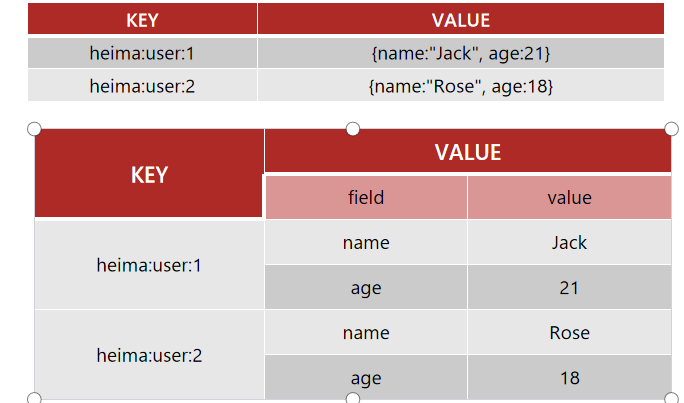 KEY VALUE
heima:user:1 {name:"Jack", age:21}
heima:user:2 {name:"Rose", age:18}
KEY VALUE
field value
heima:user:1 name Jack
age 21
heima:user:2 name Rose
age 18